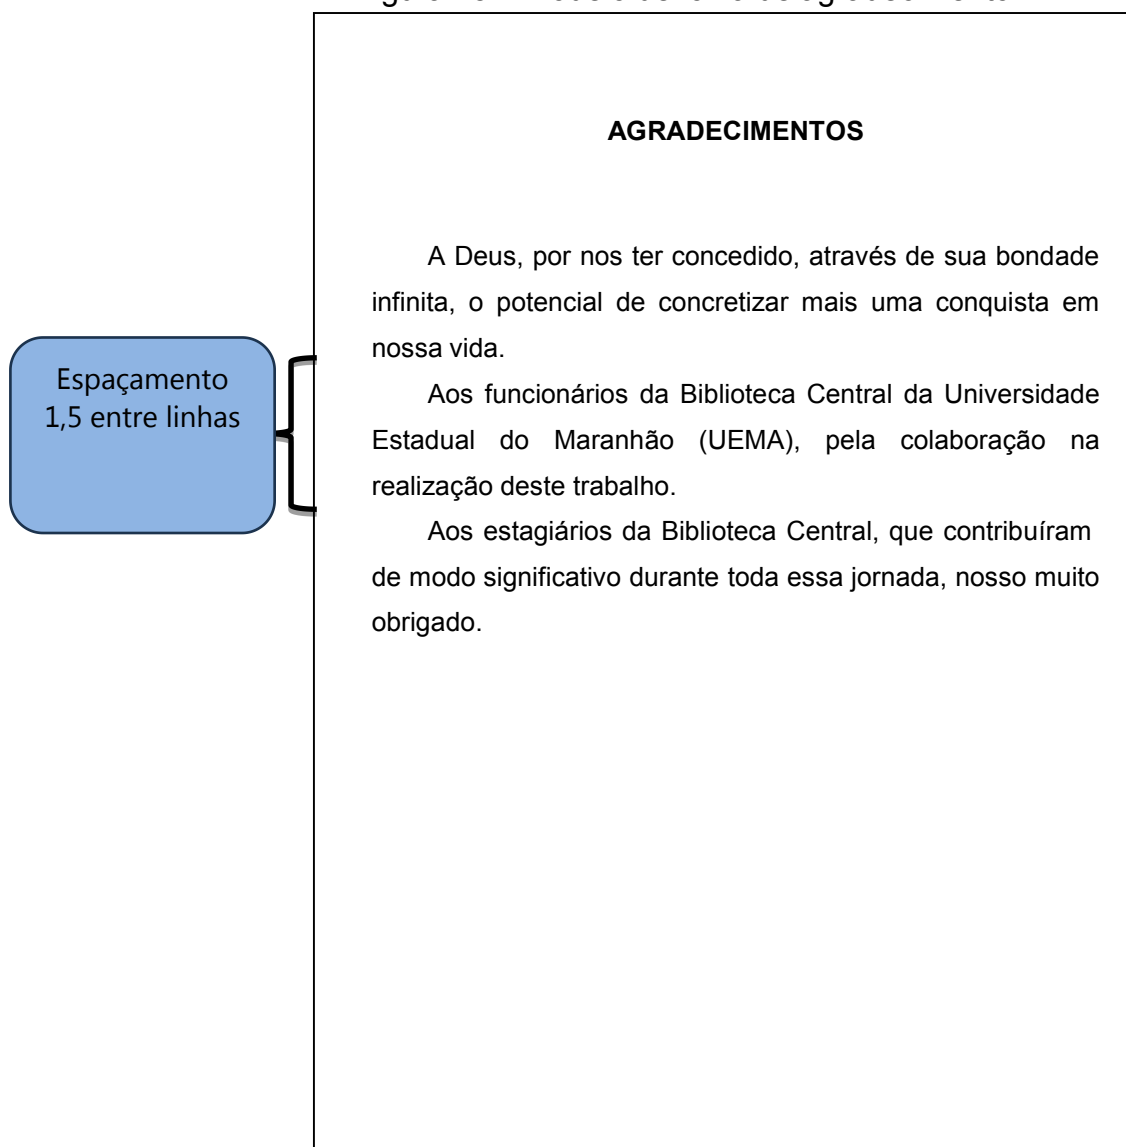 AGRADECIMENTOS
A Deus, por nos ter concedido, através de sua bondade
infinita, o potencial de concretizar mais uma conquista em
nossa vida.
Espaçamento
1,5 entre linhas
Aos funcionários da Biblioteca Central da Universidade
Estadual do Maranhão (UEMA), pela colaboração na
realização deste trabalho.
Aos estagiários da Biblioteca Central, que contribuíram
de modo significativo durante toda essa jornada, nosso muito
obrigado.